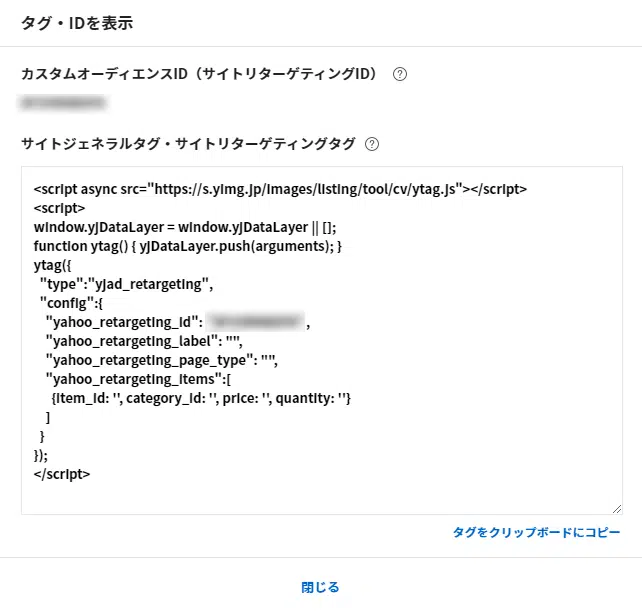 タグ・IDを表示
カスタムオーディエンスID（サイトリターゲティングID） ?
サイトジェネラルタグ・サイトリターゲティングタグ ?
<script async src="https://s.yimg.jp/images/listing/tool/cv/ytag.js"></script>
<script>
window.yjDataLayer = window.yjDataLayer || [];
function ytag() { yjDataLayer.push(arguments); }
ytag({
"type":"yjad_retargeting",
"config":{
"yahoo_retargeting_id": ,
"yahoo_retargeting_label": "",
"yahoo_retargeting_page_type": "",
"yahoo_retargeting_items":[
{item_id: '', category_id: '', price: '', quantity: ''}
]
}
});
</script>
タグをクリップボードにコピー
閉じる